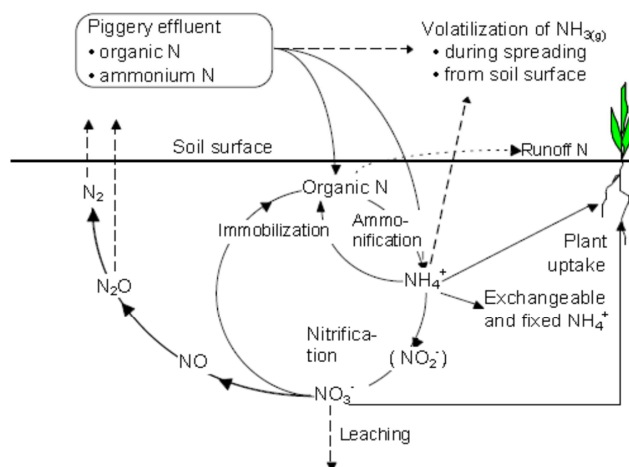 Piggery effluent
• organic N
• ammonium N
Volatilization of NH₃₍g₎
• during spreading
• from soil surface
Soil surface
Runoff N
N₂
Organic N
Immobilization
Ammo-
nification
Plant
uptake
N₂O
NH₄⁺
Exchangeable
and fixed NH₄⁺
Nitrifica-
tion
(NO₂⁻)
NO
NO₃⁻
Leaching